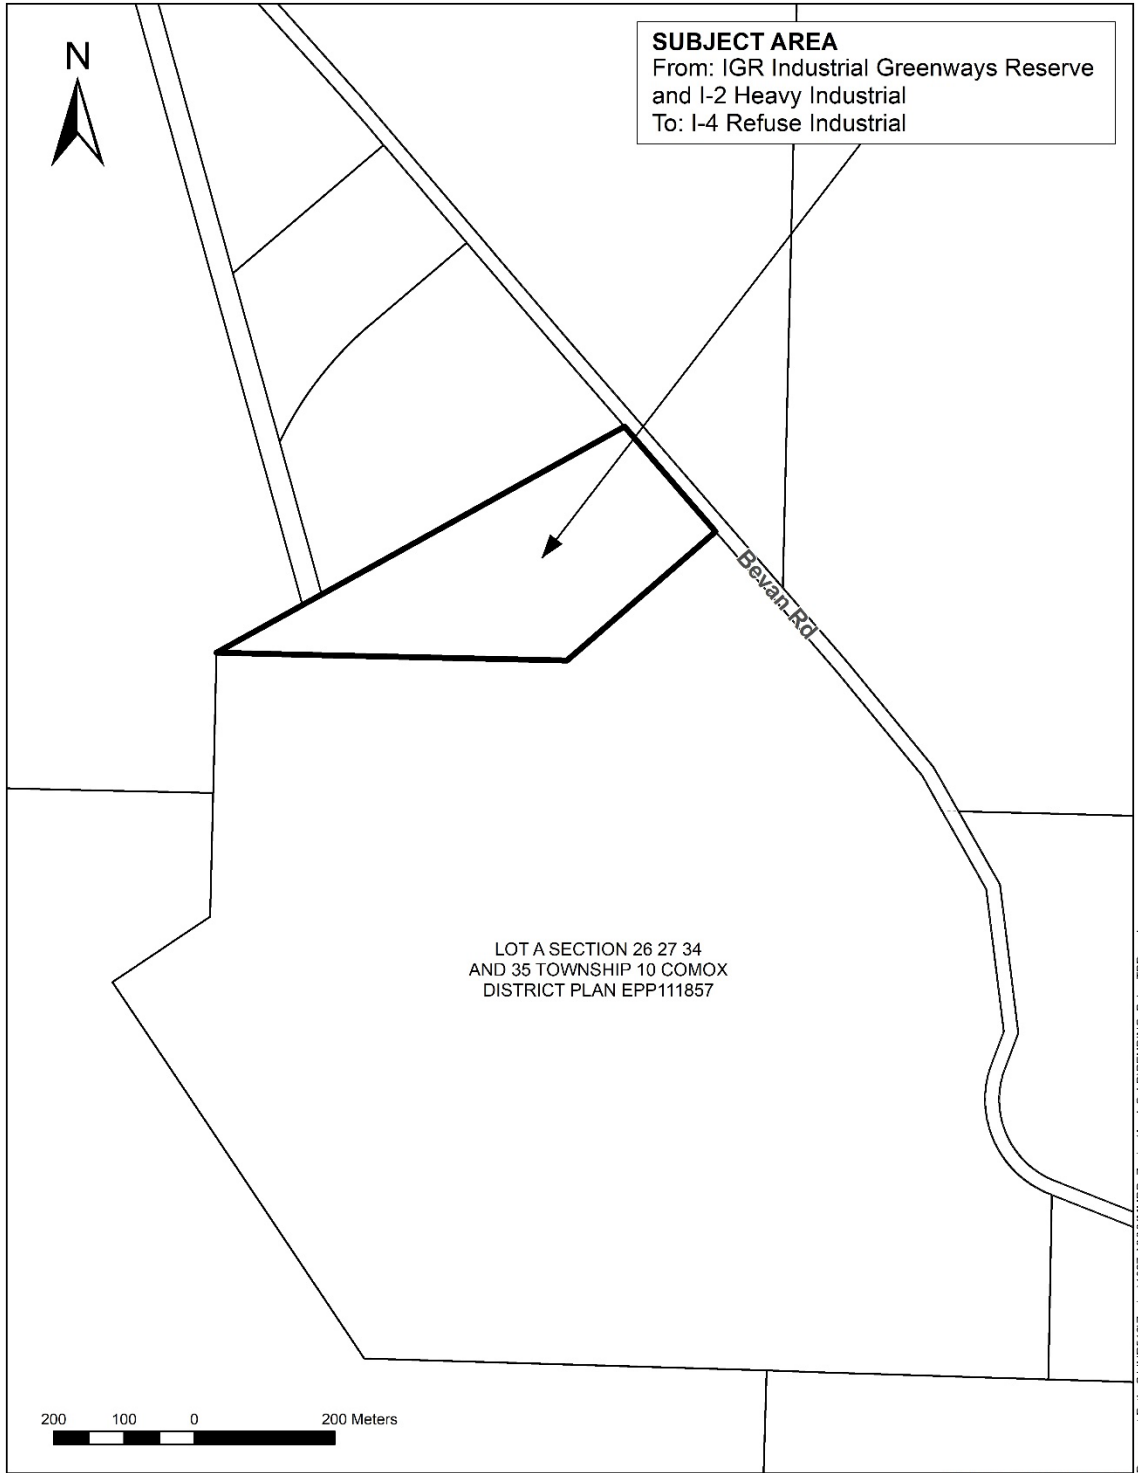 N
SUBJECT AREA
From: IGR Industrial Greenways Reserve
and I-2 Heavy Industrial
To: I-4 Refuse Industrial
Bevan Rd
LOT A SECTION 26 27 34
AND 35 TOWNSHIP 10 COMOX
DISTRICT PLAN EPP111857
200 100 0 200 Meters